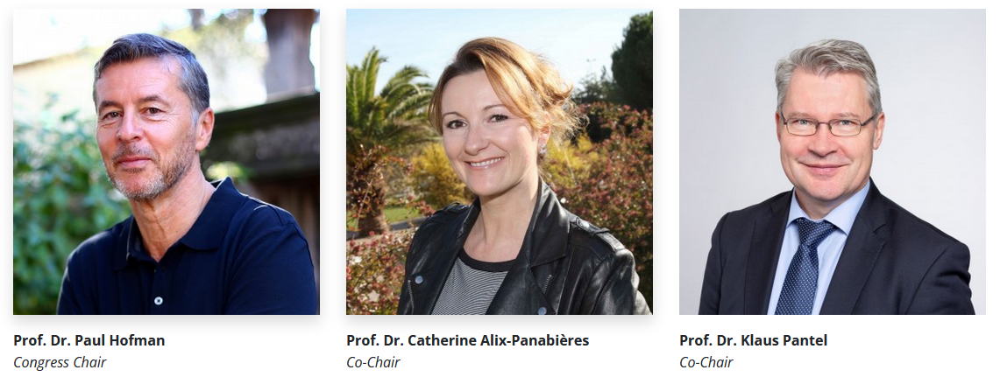 Prof. Dr. Paul Hofman
Congress Chair
Prof. Dr. Catherine Alix-Panabières
Co-Chair
Prof. Dr. Klaus Pantel
Co-Chair